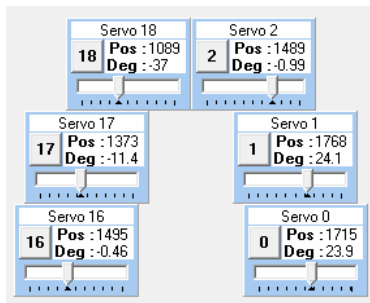 Servo 18
18 Pos :1089
Deg :-37
Servo 2
2 Pos :1489
Deg :-0.99
Servo 17
17 Pos :1373
Deg :-11.4
Servo 1
1 Pos :1768
Deg :24.1
Servo 16
16 Pos :1495
Deg :-0.46
Servo 0
0 Pos :1715
Deg :23.9